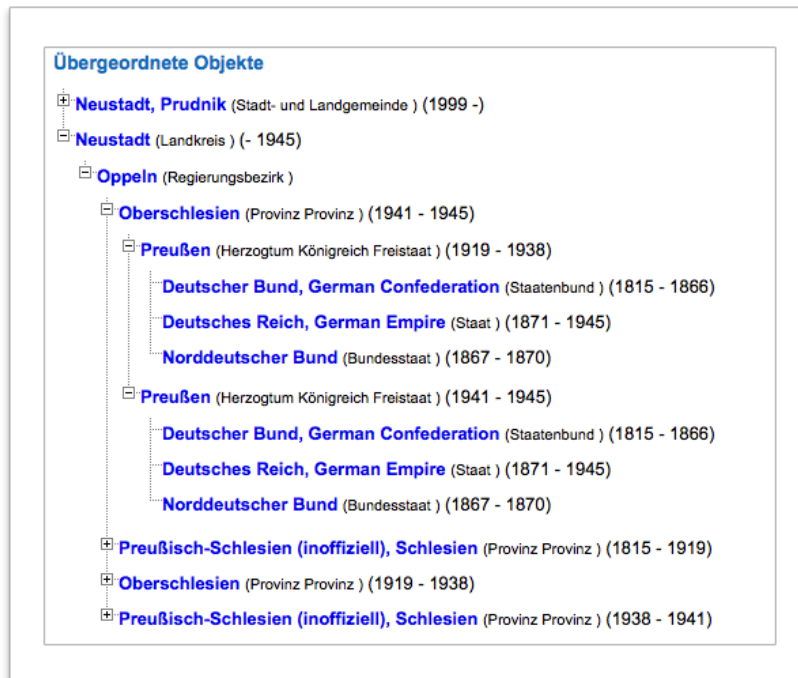 Übergeordnete Objekte
Neustadt, Prudnik (Stadt- und Landgemeinde ) (1999 -)
Neustadt (Landkreis ) (- 1945)
Oppeln (Regierungsbezirk )
Oberschlesien (Provinz Provinz ) (1941 - 1945)
Preußen (Herzogtum Königreich Freistaat ) (1919 - 1938)
Deutscher Bund, German Confederation (Staatenbund ) (1815 - 1866)
Deutsches Reich, German Empire (Staat ) (1871 - 1945)
Norddeutscher Bund (Bundesstaat ) (1867 - 1870)
Preußen (Herzogtum Königreich Freistaat ) (1941 - 1945)
Deutscher Bund, German Confederation (Staatenbund ) (1815 - 1866)
Deutsches Reich, German Empire (Staat ) (1871 - 1945)
Norddeutscher Bund (Bundesstaat ) (1867 - 1870)
Preußisch-Schlesien (inoffiziell), Schlesien (Provinz Provinz ) (1815 - 1919)
Oberschlesien (Provinz Provinz ) (1919 - 1938)
Preußisch-Schlesien (inoffiziell), Schlesien (Provinz Provinz ) (1938 - 1941)